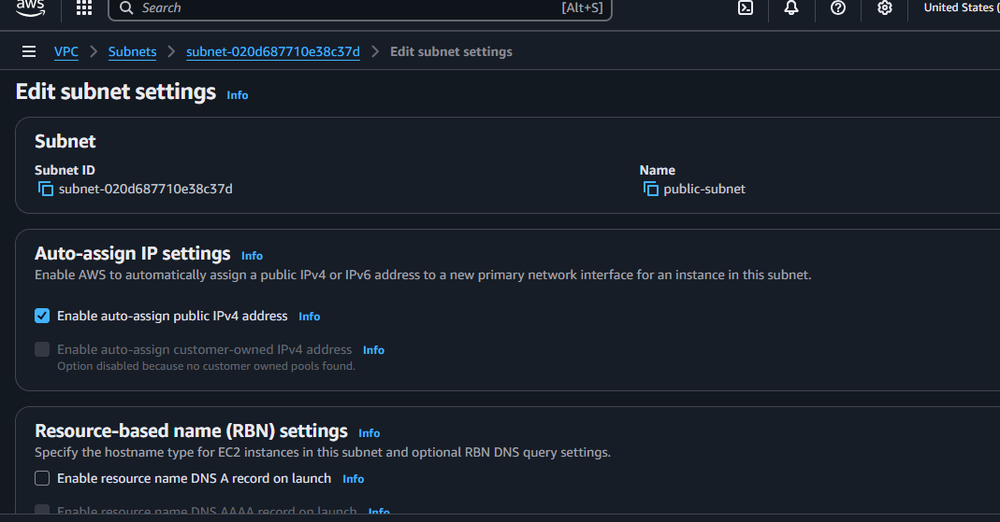 aws
Search [Alt+S] United States (
VPC Subnets subnet-020d687710e38c37d Edit subnet settings
Edit subnet settings Info
Subnet
Subnet ID Name
subnet-020d687710e38c37d public-subnet
Auto-assign IP settings Info
Enable AWS to automatically assign a public IPv4 or IPv6 address to a new primary network interface for an instance in this subnet.
Enable auto-assign public IPv4 address Info
Enable auto-assign customer-owned IPv4 address Info
Option disabled because no customer owned pools found.
Resource-based name (RBN) settings Info
Specify the hostname type for EC2 instances in this subnet and optional RBN DNS query settings.
Enable resource name DNS A record on launch Info
Enable resource name DNS AAAA record on launch Info